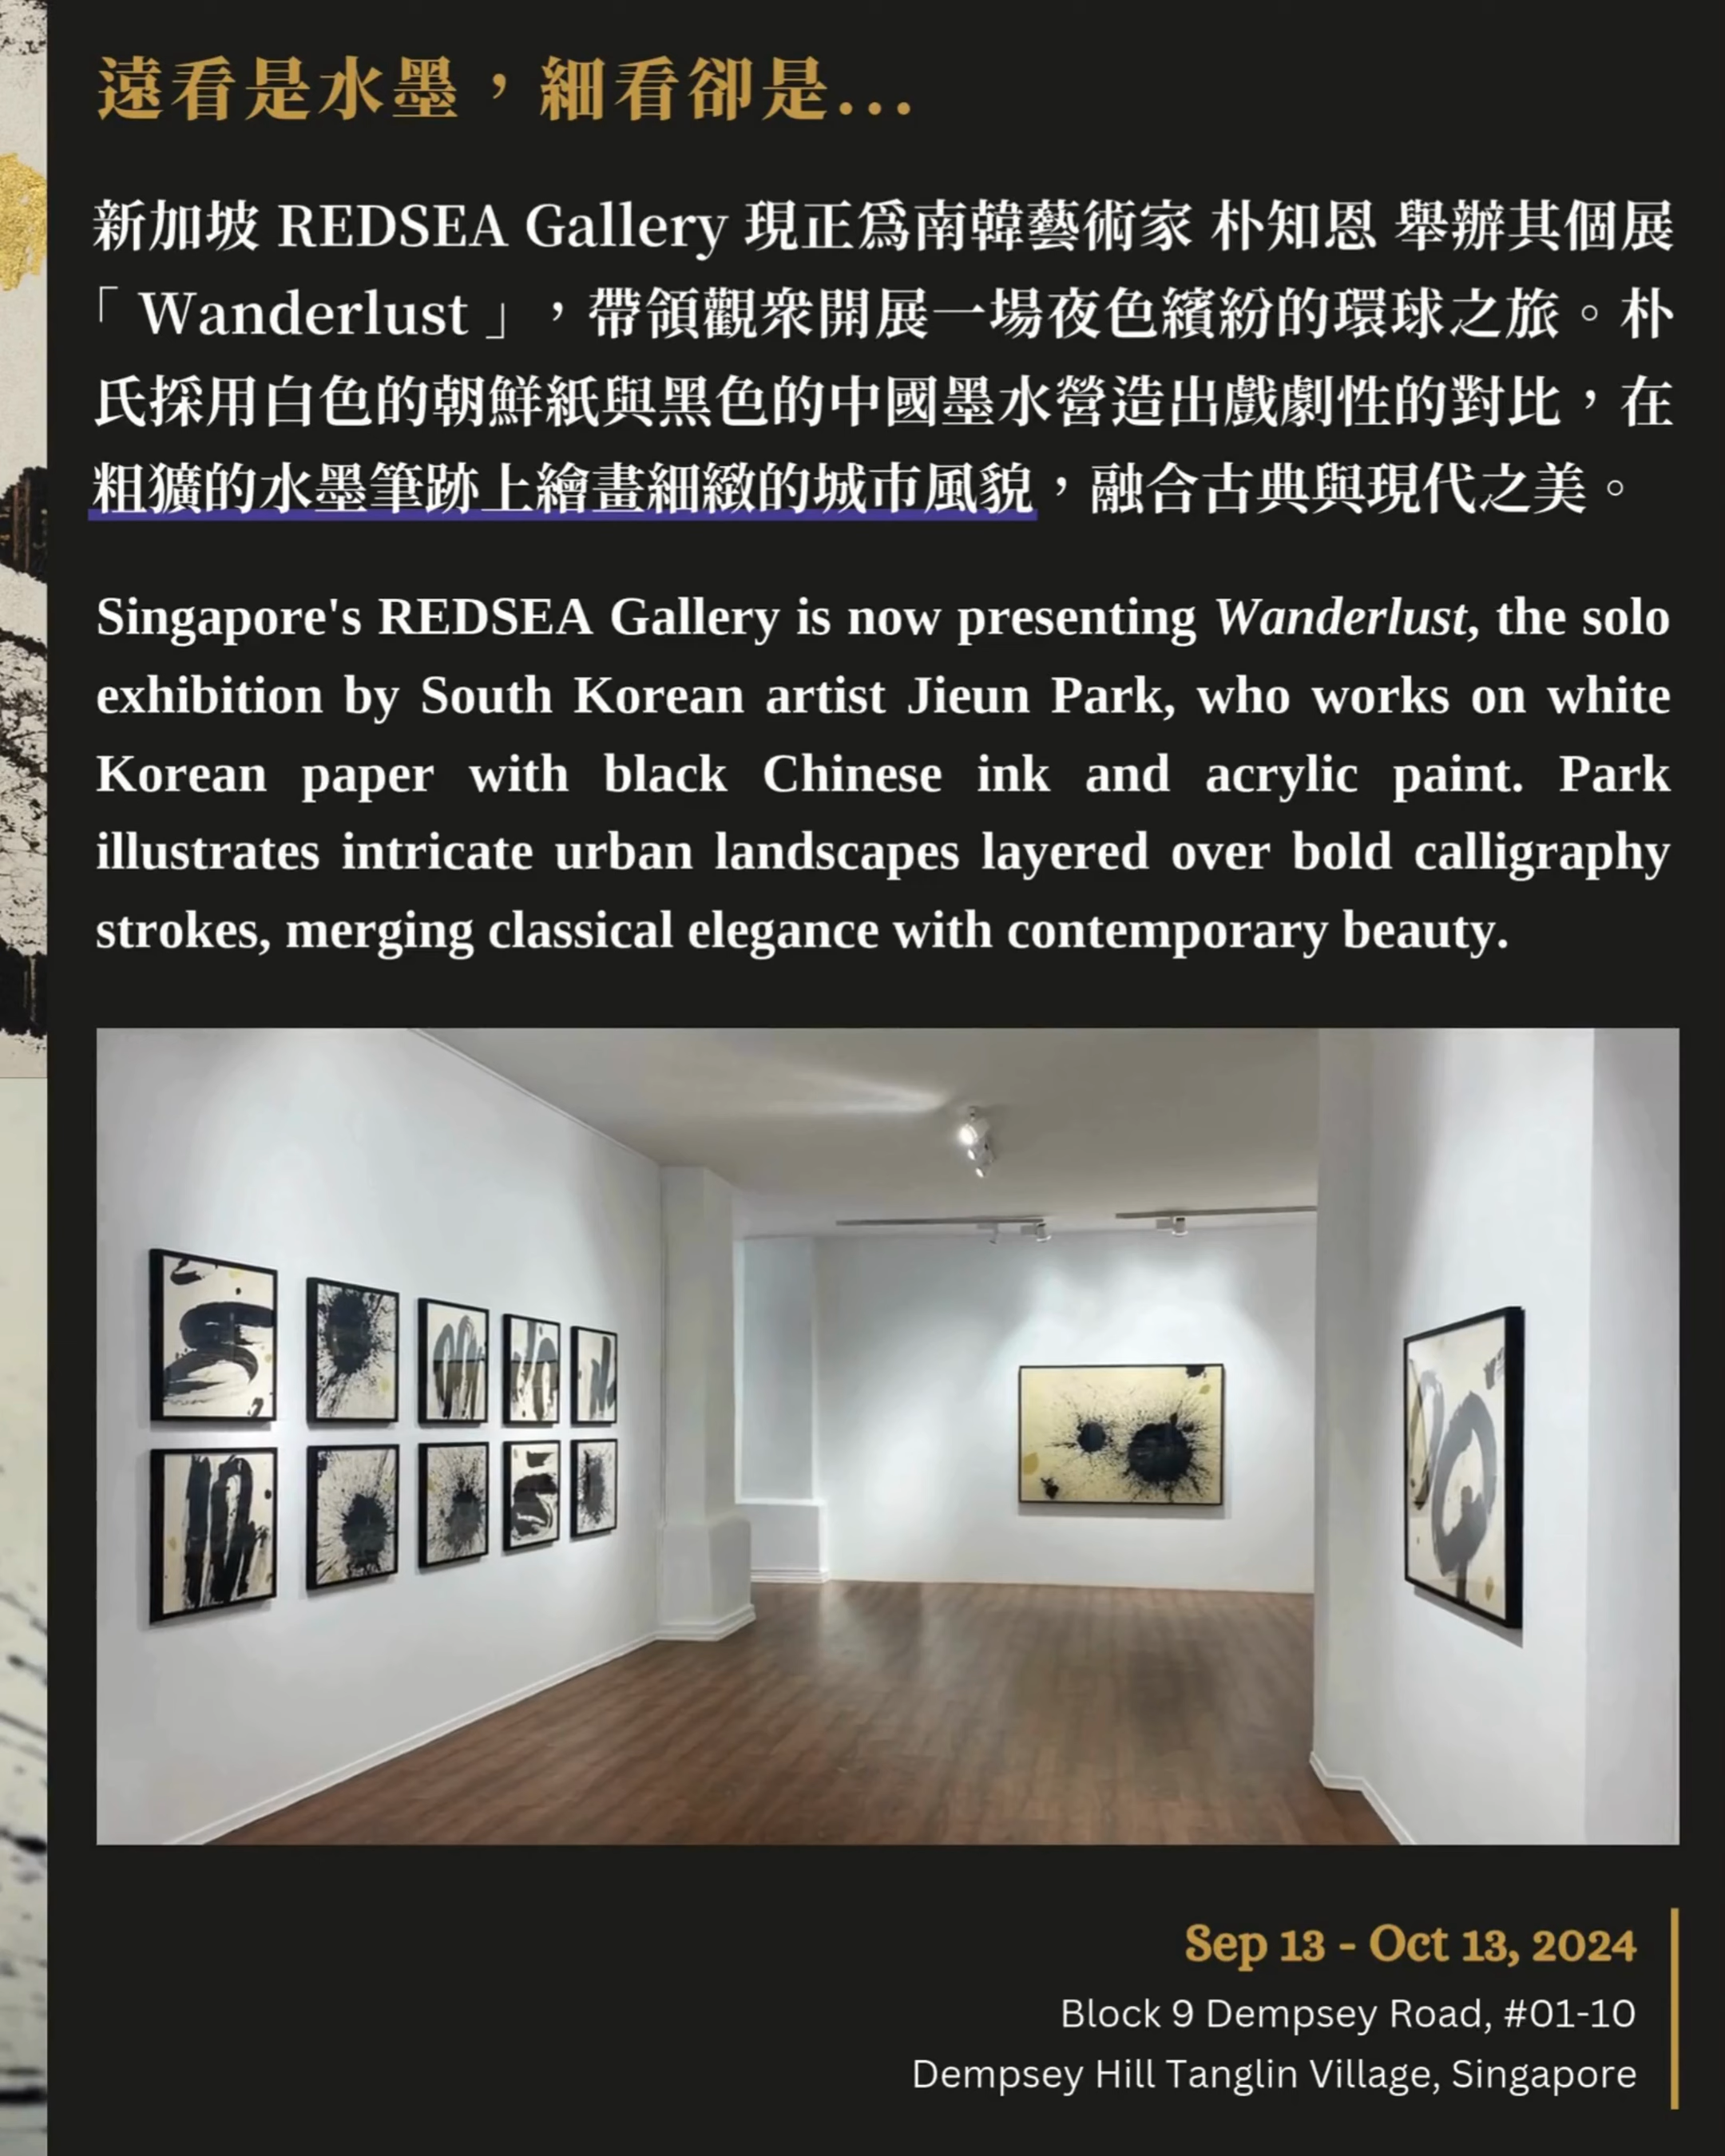 遠看是水墨，細看卻是...
新加坡 REDSEA Gallery 現正爲南韓藝術家 朴知恩 舉辦其個展
「 Wanderlust 」，帶領觀衆開展一場夜色繽紛的環球之旅。朴
氏採用白色的朝鮮紙與黑色的中國墨水營造出戲劇性的對比，在
粗獷的水墨筆跡上繪畫細緻的城市風貌，融合古典與現代之美。
Singapore's REDSEA Gallery is now presenting Wanderlust, the solo
exhibition by South Korean artist Jieun Park, who works on white
Korean paper with black Chinese ink and acrylic paint. Park
illustrates intricate urban landscapes layered over bold calligraphy
strokes, merging classical elegance with contemporary beauty.
Sep 13 - Oct 13, 2024
Block 9 Dempsey Road, #01-10
Dempsey Hill Tanglin Village, Singapore